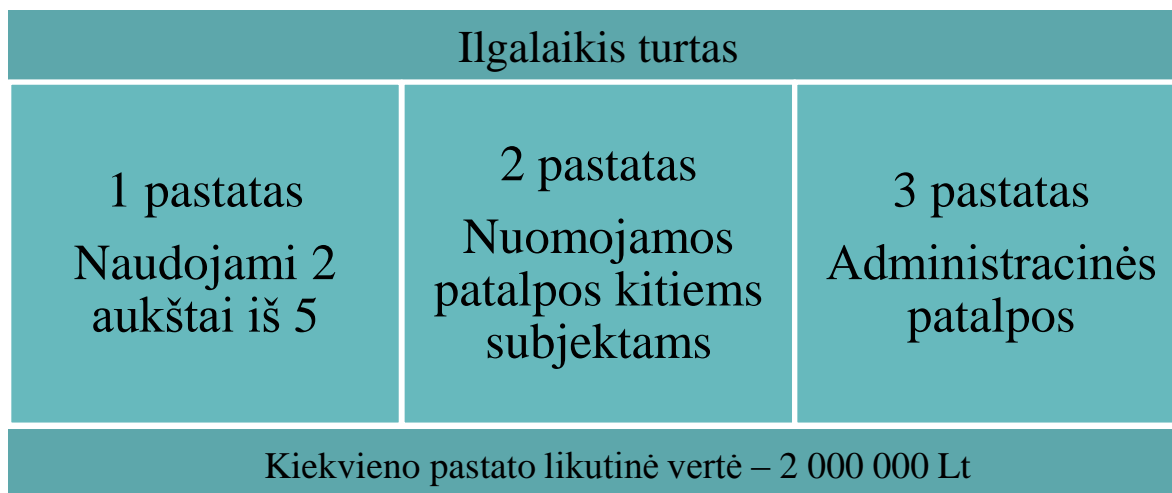 Ilgalaikis turtas
1 pastatas
Naudojami 2
aukštai iš 5
2 pastatas
Nuomojamos
patalpos kitiems
subjektams
3 pastatas
Administracinės
patalpos
Kiekvieno pastato likutinė vertė – 2 000 000 Lt